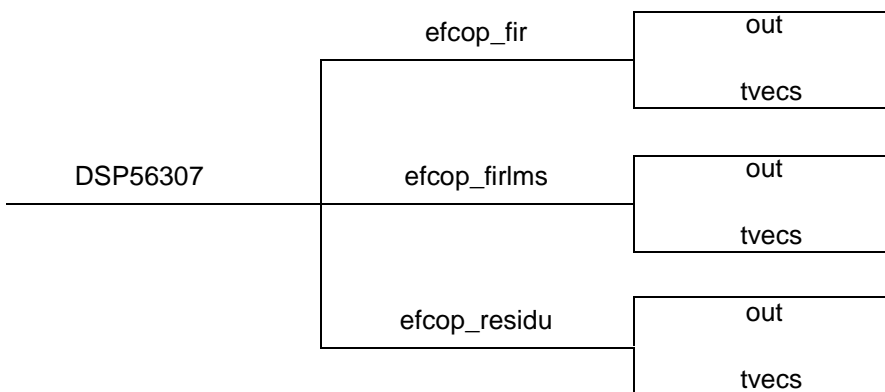 efcop_fir
out
tvecs
DSP56307
efcop_firlms
out
tvecs
efcop_residu
out
tvecs